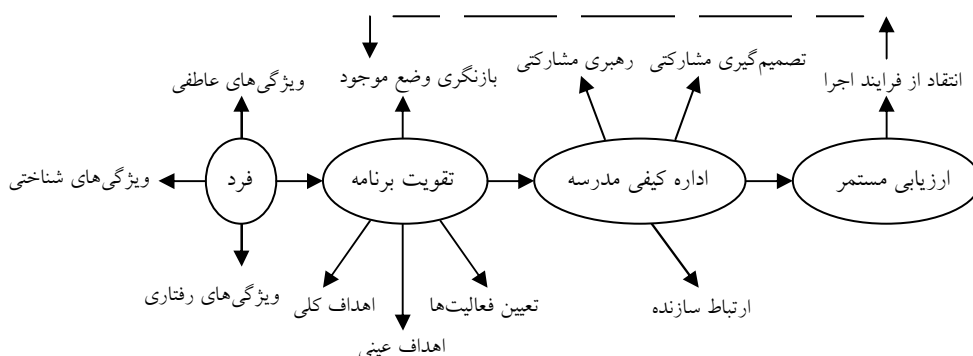 تصمیم‌گیری مشارکتی
رهبری مشارکتی
انتقاد از فرایند اجرا
بازنگری وضع موجود
ویژگی‌های عاطفی
فرد
تقویت برنامه
اداره کیفی مدرسه
ارزیابی مستمر
ویژگی‌های شناختی
ویژگی‌های رفتاری
اهداف کلی
تعیین فعالیت‌ها
ارتباط سازنده
اهداف عینی